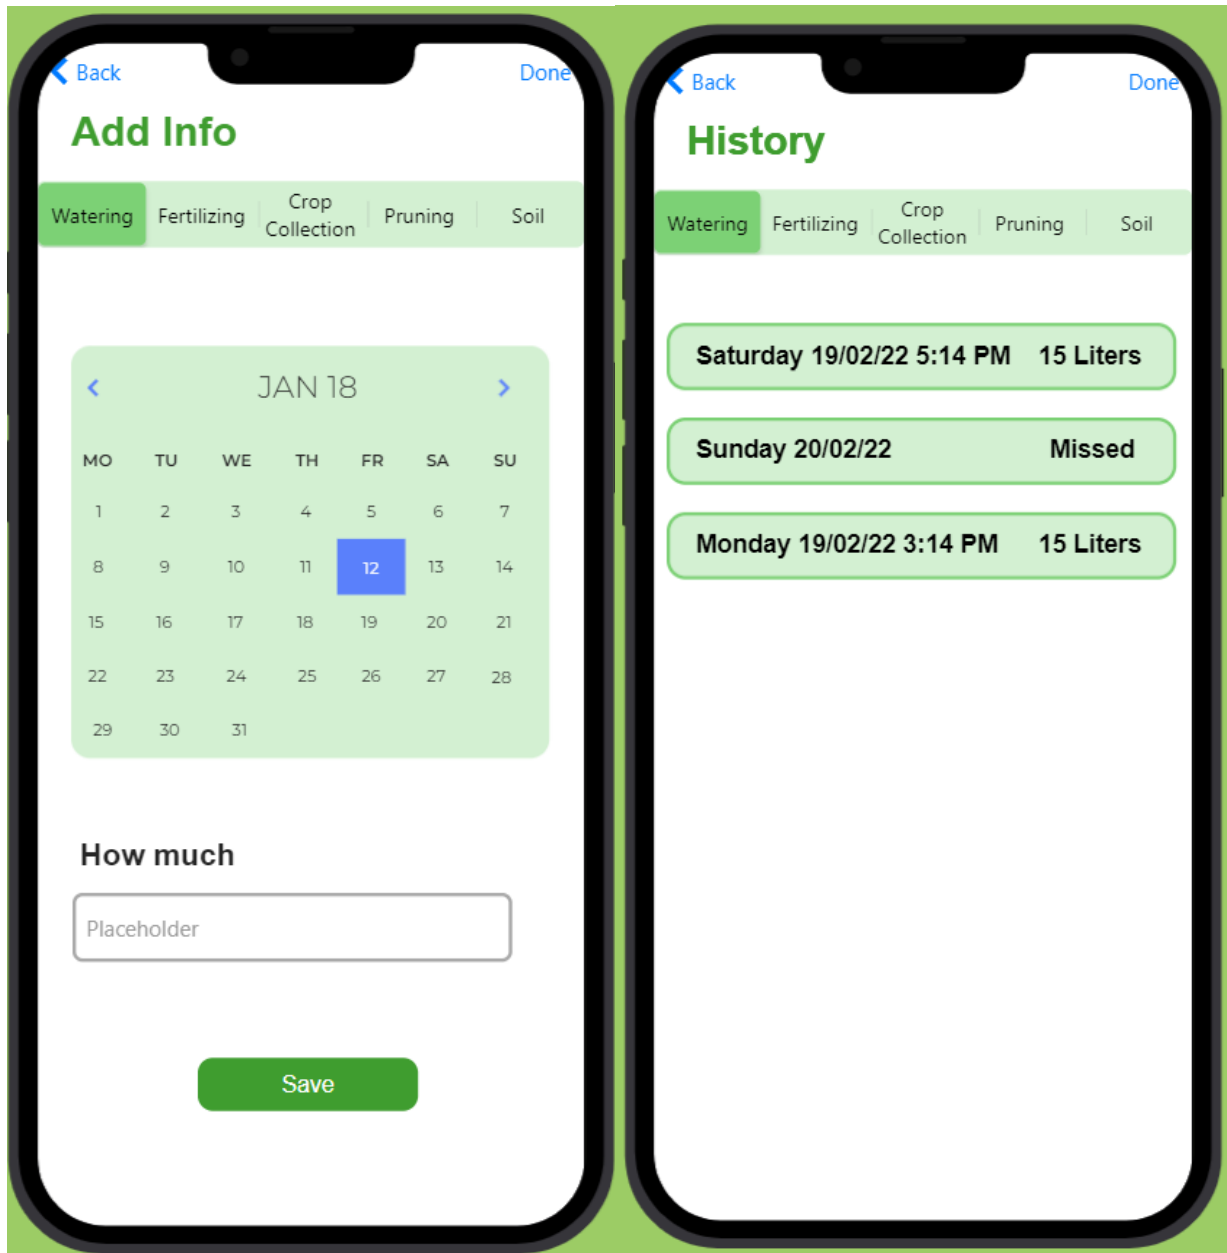 Back Done
Add Info
Watering Fertilizing Crop Collection Pruning Soil
JAN 18
MO TU WE TH FR SA SU
1 2 3 4 5 6 7
8 9 10 11 12 13 14
15 16 17 18 19 20 21
22 23 24 25 26 27 28
29 30 31
How much
Placeholder
Save
Back Done
History
Watering Fertilizing Crop Collection Pruning Soil
Saturday 19/02/22 5:14 PM 15 Liters
Sunday 20/02/22 Missed
Monday 19/02/22 3:14 PM 15 Liters